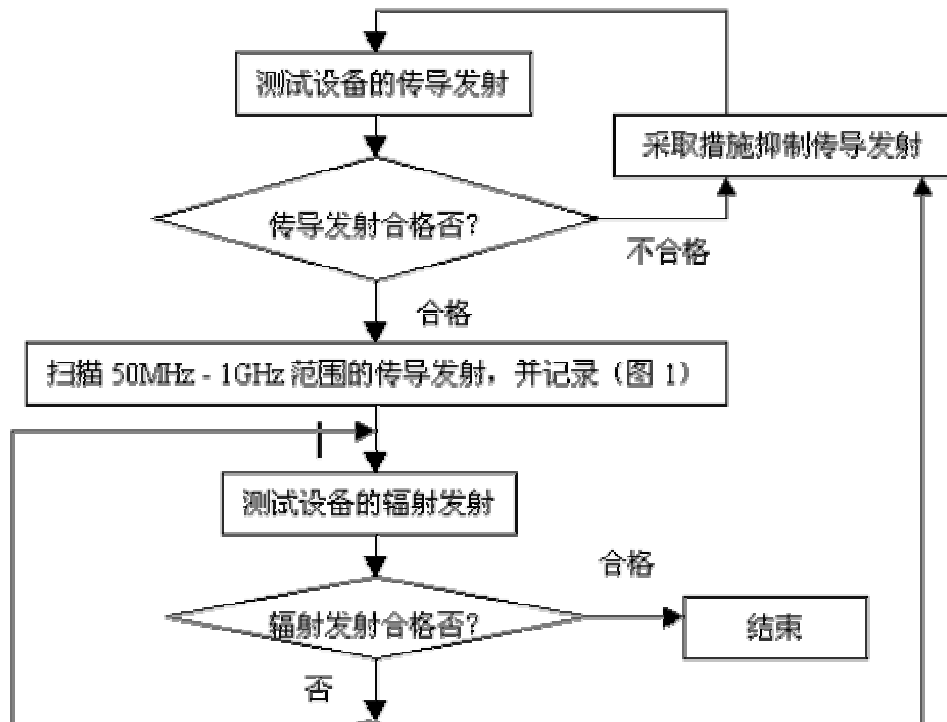 测试设备的传导发射
采取措施抑制传导发射
传导发射合格否？
不合格
合格
扫描 50MHz - 1GHz 范围的传导发射，并记录（图 1）
测试设备的辐射发射
合格
辐射发射合格否？
结束
否